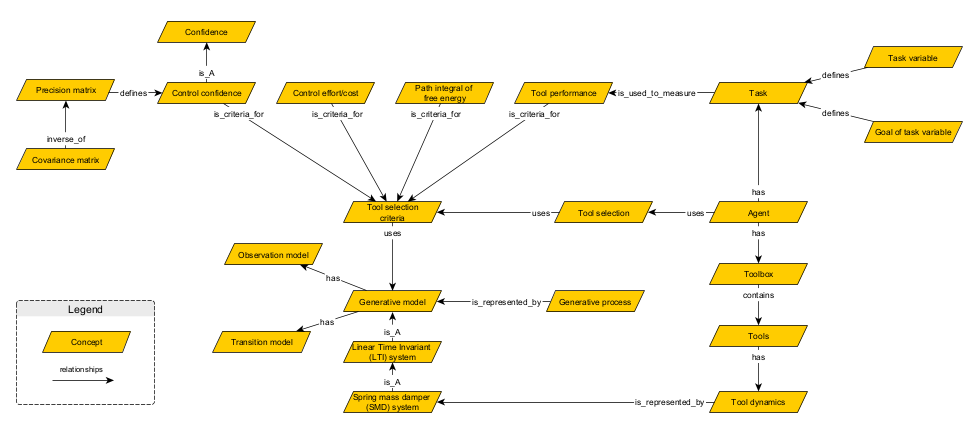 Confidence
is_A
Precision matrix
defines
Control confidence
Control effort/cost
Path integral of
free energy
Tool performance
is_used_to_measure
Task
defines
Task variable
defines
Goal of task variable
is_criteria_for
is_criteria_for
is_criteria_for
is_criteria_for
inverse_of
Covariance matrix
has
Tool selection
criteria
uses
Tool selection
uses
Agent
uses
has
Observation model
has
Toolbox
contains
Generative model
is_represented_by
Generative process
has
Transition model
is_A
Tools
has
Linear Time Invariant
(LTI) system
is_A
Spring mass damper
(SMD) system
is_represented_by
Tool dynamics
Legend
Concept
relationships